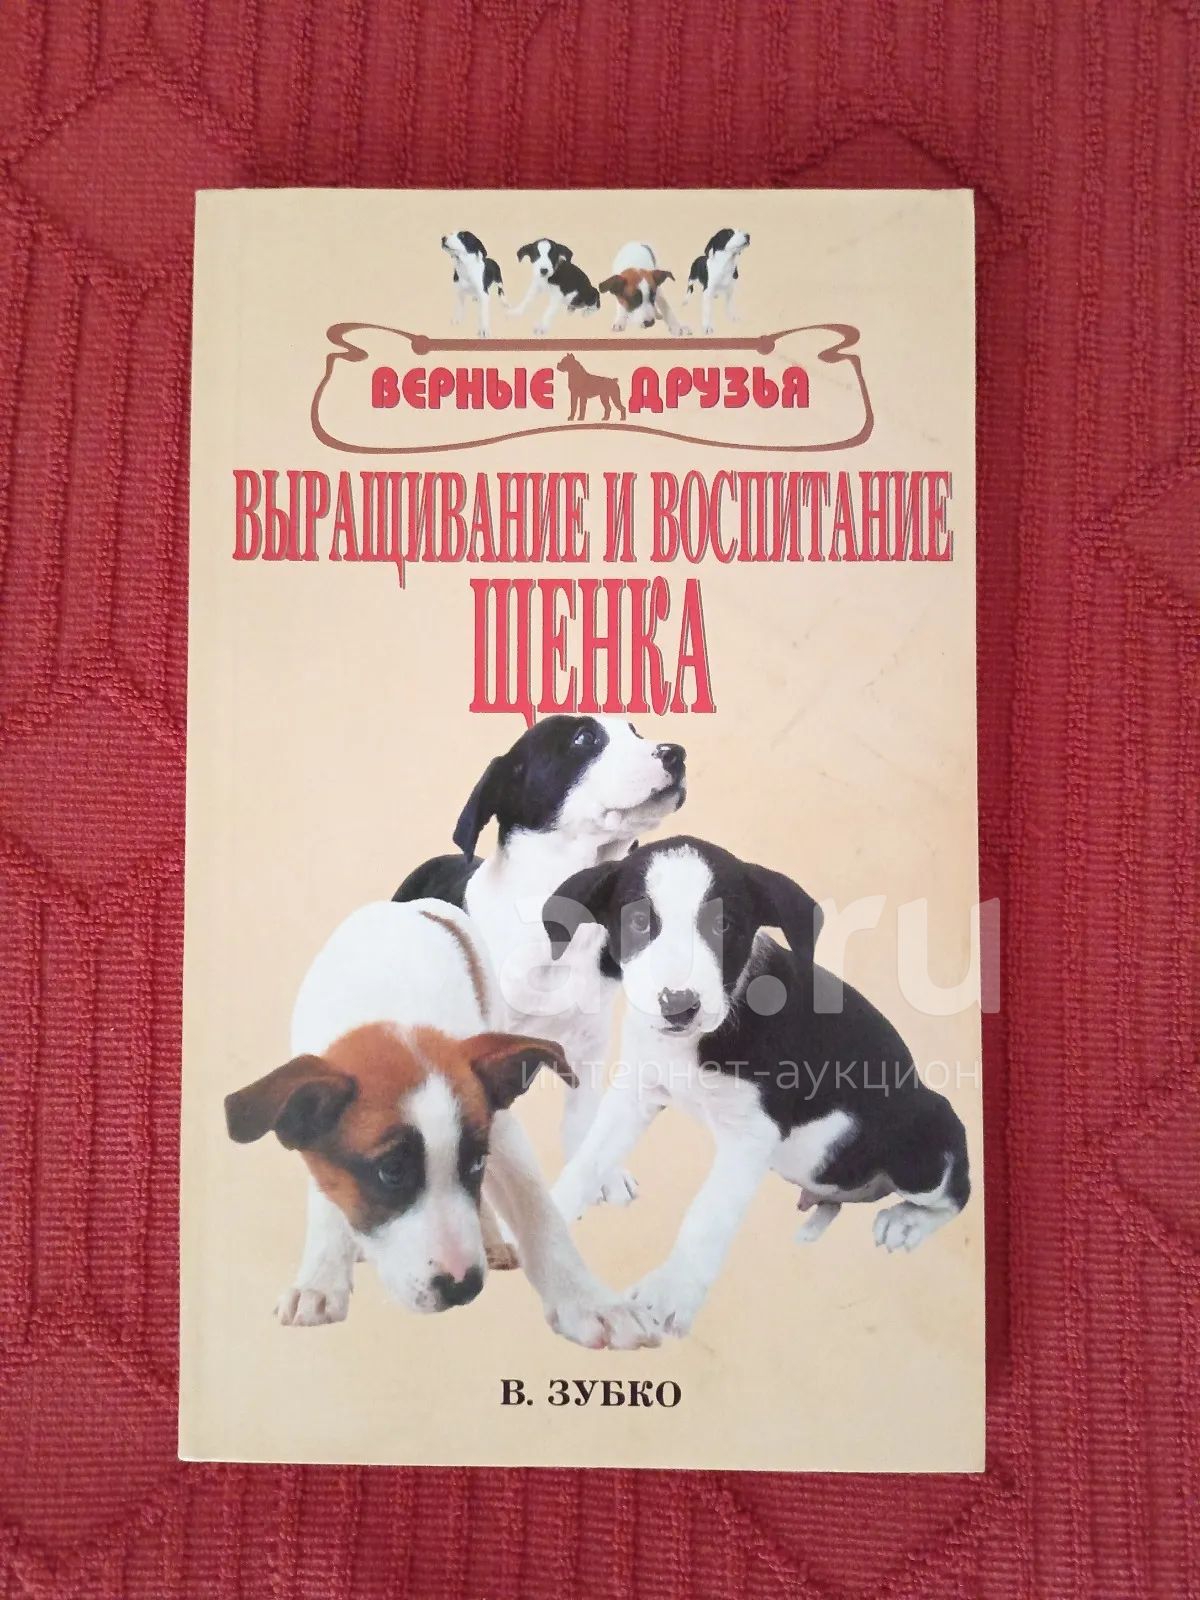 ВЕРНЫЕ ДРУЗЬЯ
ВЫРАЩИВАНИЕ И ВОСПИТАНИЕ
ЩЕНКА
au.ru
интернет-аукцион
В. ЗУБКО